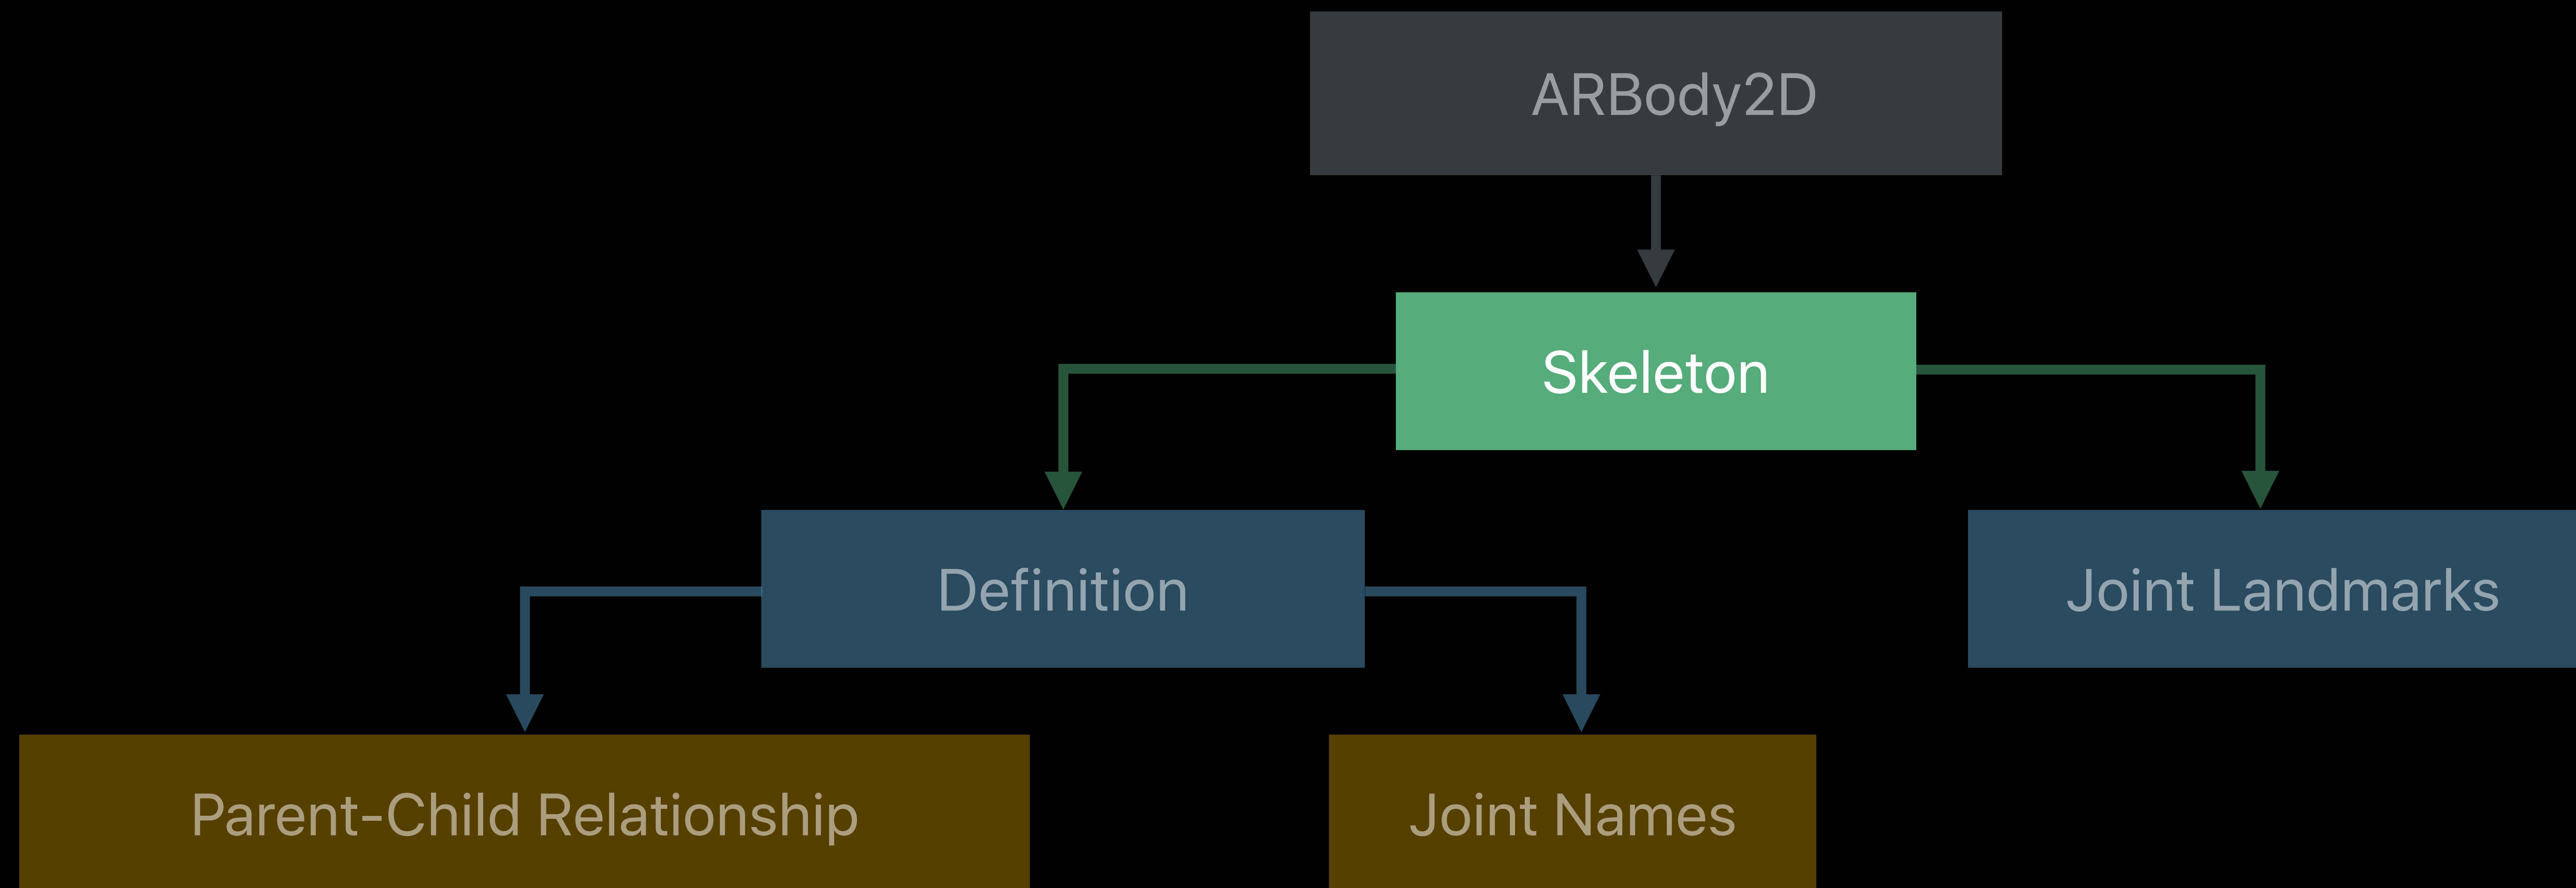 ARBody2D
Skeleton
Definition
Joint Landmarks
Parent-Child Relationship
Joint Names